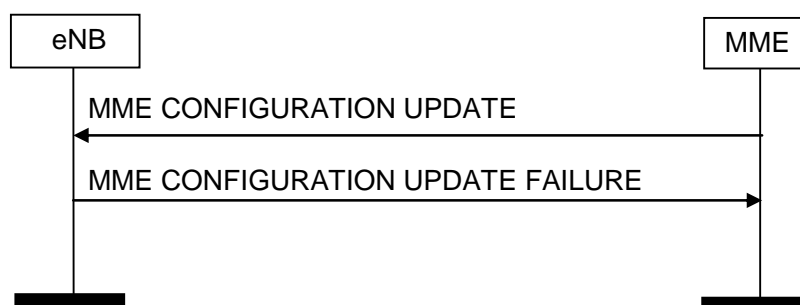 eNB
MME
MME CONFIGURATION UPDATE
MME CONFIGURATION UPDATE FAILURE